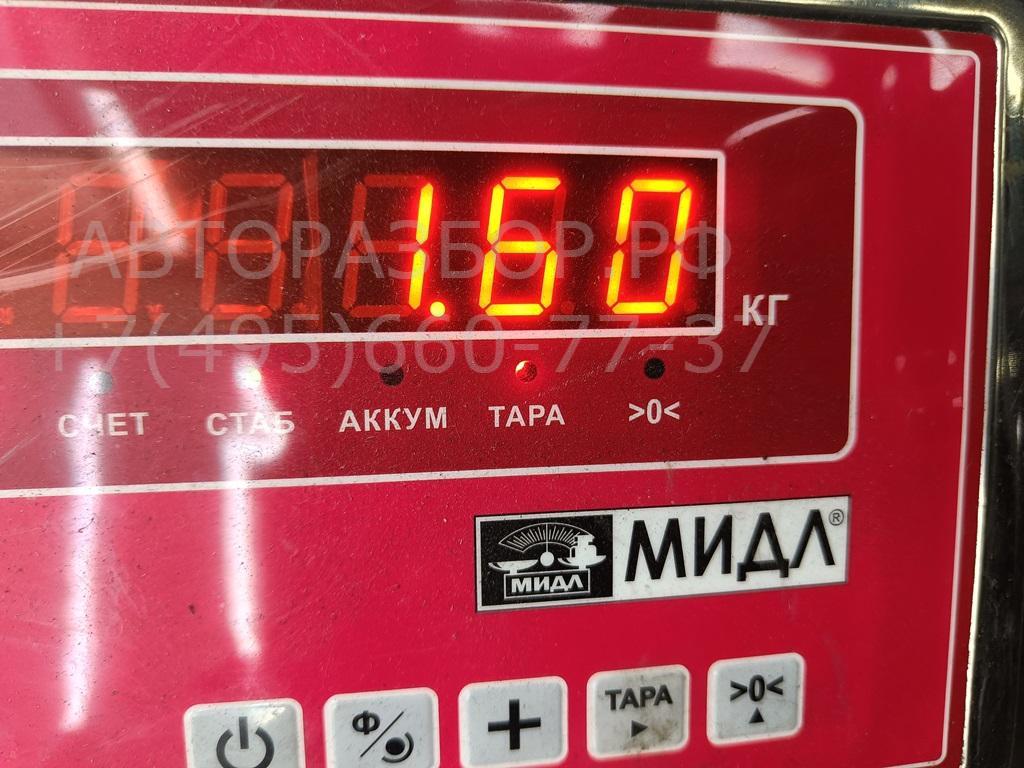 1.60
КГ
АВТОРАЗБОР.РФ
+7(495)660-77-37
СЧЕТ СТАБ АККУМ ТАРА >0<
МИДЛ МИДЛ®
Ф ТАРА >0<